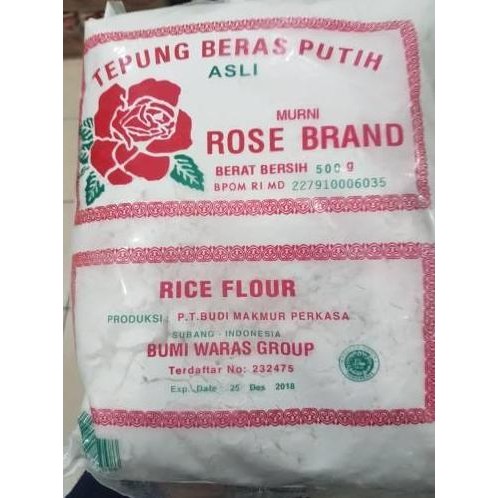 TEPUNG BERAS PUTIH
ASLI
MURNI
ROSE BRAND
BERAT BERSIH 500 g
BPOM RI MD 227910006035
RICE FLOUR
PRODUKSI : P.T.BUDI MAKMUR PERKASA
SUBANG - INDONESIA
BUMI WARAS GROUP
Terdaftar No: 232475
Exp. Date 25 Des 2018